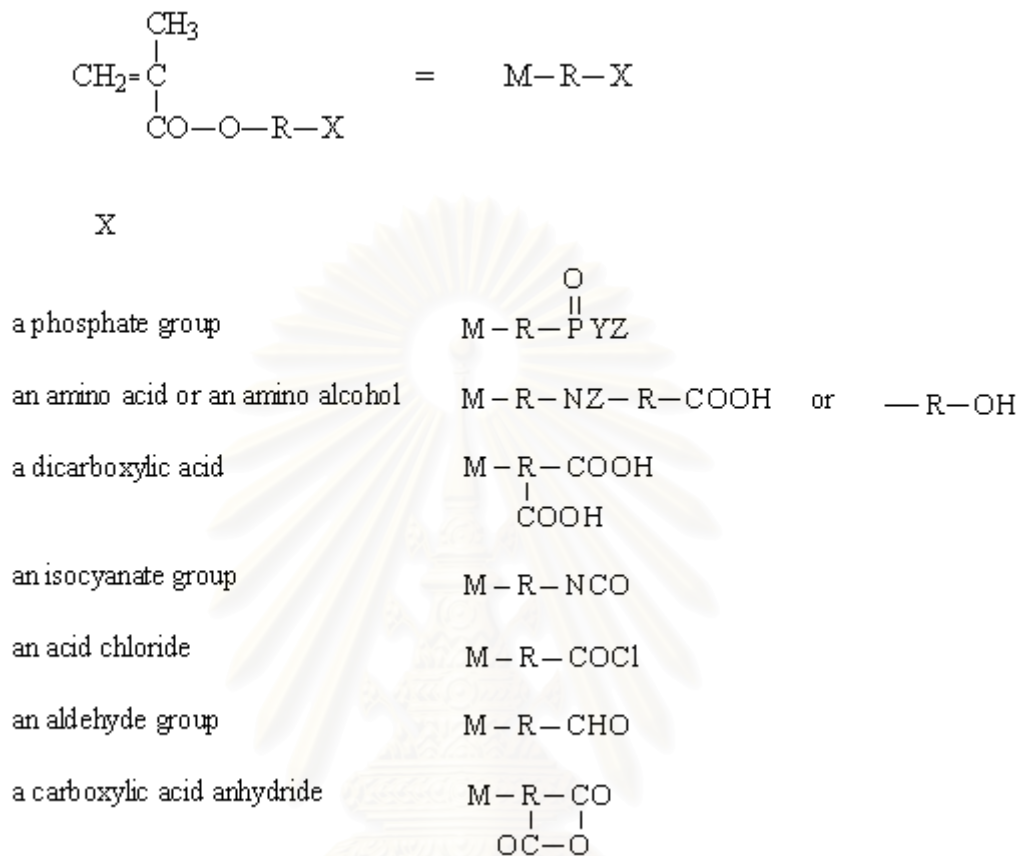 CH3
CH2=C
CO—O—R—X = M—R—X
X
O
a phosphate group M—R—PYZ
an amino acid or an amino alcohol M—R—NZ—R—COOH or —R—OH
a dicarboxylic acid M—R—COOH
COOH
an isocyanate group M—R—NCO
an acid chloride M—R—COCl
an aldehyde group M—R—CHO
a carboxylic acid anhydride M—R—CO
OC—O